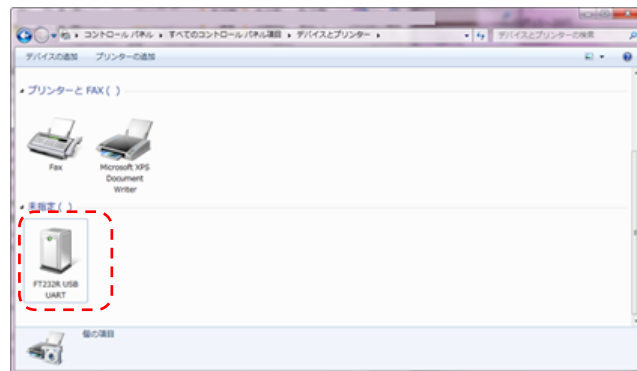 コントロール パネル ▸ すべてのコントロール パネル項目 ▸ デバイスとプリンター ▸
デバイスとプリンターの検索
デバイスの追加 プリンターの追加
プリンターと FAX ( )
Fax
Microsoft XPS
Document
Writer
未指定 ( )
FT232R USB
UART
個の項目